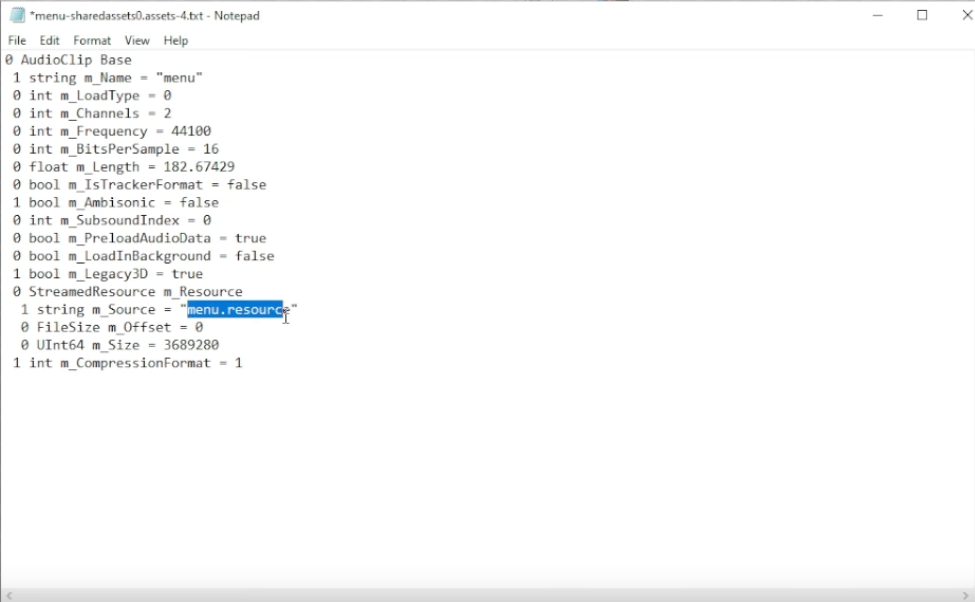 *menu-sharedassets0.assets-4.txt - Notepad
File Edit Format View Help
0 AudioClip Base
1 string m_Name = "menu"
0 int m_LoadType = 0
0 int m_Channels = 2
0 int m_Frequency = 44100
0 int m_BitsPerSample = 16
0 float m_Length = 182.67429
0 bool m_IsTrackerFormat = false
1 bool m_Ambisonic = false
0 int m_SubsoundIndex = 0
0 bool m_PreloadAudioData = true
0 bool m_LoadInBackground = false
1 bool m_Legacy3D = true
0 StreamedResource m_Resource
1 string m_Source = "menu.resource"
0 FileSize m_Offset = 0
0 UInt64 m_Size = 3689280
1 int m_CompressionFormat = 1